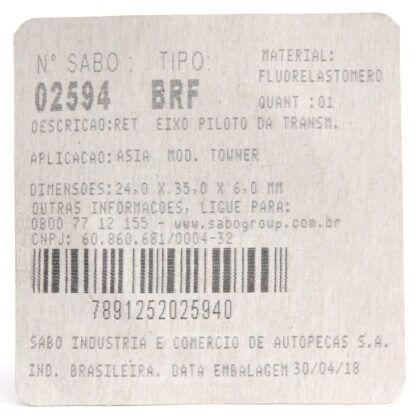 N° SABO : TIPO: MATERIAL:
FLUORELASTOMERO
02594 BRF QUANT :01
DESCRICAO:RET EIXO PILOTO DA TRANSM.
APLICACAO:ASIA MOD. TOWNER
DIMENSOES:24,0 X 35,0 X 6,0 MM
OUTRAS INFORMACOES, LIGUE PARA:
0800 77 12 155 - www.sabogroup.com.br
CNPJ: 60.860.681/0004-32
7891252025940
SABO INDUSTRIA E COMERCIO DE AUTOPECAS S.A.
IND. BRASILEIRA. DATA EMBALAGEM 30/04/18